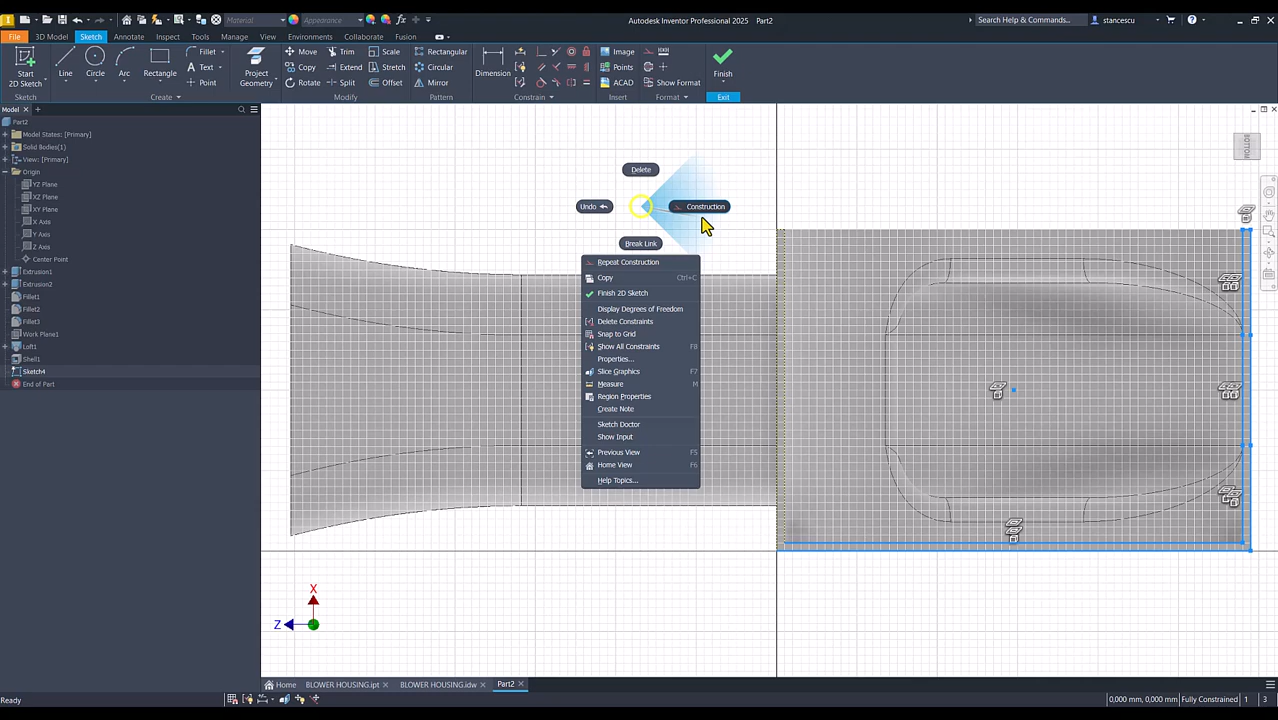 Material
Appearance
Autodesk Inventor Professional 2025 Part2
Search Help & Commands...
stancescu
File
3D Model
Sketch
Annotate
Inspect
Tools
Manage
View
Environments
Collaborate
Fusion
Start
2D Sketch
Line
Circle
Arc
Rectangle
Fillet
Text
Point
Project
Geometry
Move
Copy
Rotate
Trim
Extend
Split
Scale
Stretch
Offset
Rectangular
Circular
Mirror
Dimension
Image
Points
ACAD
Show Format
Finish
Sketch
Create
Modify
Pattern
Constrain
Insert
Format
Exit
Model
Part2
Model States: [Primary]
Solid Bodies(1)
View: [Primary]
Origin
YZ Plane
XZ Plane
XY Plane
X Axis
Y Axis
Z Axis
Center Point
Extrusion1
Extrusion2
Fillet1
Fillet2
Fillet3
Work Plane1
Loft1
Shell1
Sketch4
End of Part
Delete
Undo
Construction
Break Link
Repeat Construction
Copy Ctrl+C
Finish 2D Sketch
Display Degrees of Freedom
Delete Constraints
Snap to Grid
Show All Constraints F8
Properties...
Slice Graphics F7
Measure M
Region Properties
Create Note
Sketch Doctor
Show Input
Previous View F5
Home View F6
Help Topics...
BOTTOM
X
Z
Home
BLOWER HOUSING.ipt
BLOWER HOUSING.idw
Part2
Ready
0,000 mm, 0,000 mm
Fully Constrained
1
3